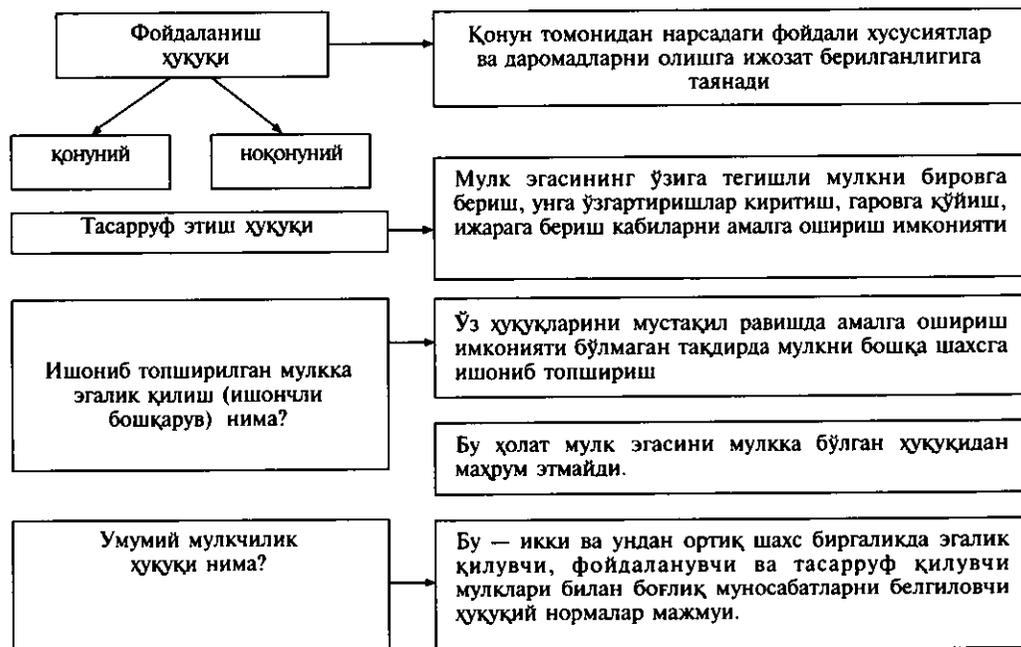 Фойдаланиш
ҳуқуқи
Қонун томонидан нарсадаги фойдали хусусиятлар
ва даромадларни олишга ижозат берилганлигига
таянади
қонуний
ноқонуний
Тасарруф этиш ҳуқуқи
Мулк эгасининг ўзига тегишли мулкни бировга
бериш, унга ўзгартиришлар киритиш, гаровга қўйиш,
ижарага бериш кабиларни амалга ошириш имконияти
Ишониб топширилган мулкка
эгалик қилиш (ишончли
бошқарув) нима?
Ўз ҳуқуқларини мустақил равишда амалга ошириш
имконияти бўлмаган тақдирда мулкни бошқа шахсга
ишониб топшириш
Бу ҳолат мулк эгасини мулкка бўлган ҳуқуқидан
маҳрум этмайди.
Умумий мулкчилик
ҳуқуқи нима?
Бу — икки ва ундан ортиқ шахс биргаликда эгалик
қилувчи, фойдаланувчи ва тасарруф қилувчи
мулклари билан боғлиқ муносабатларни белгиловчи
ҳуқуқий нормалар мажмуи.